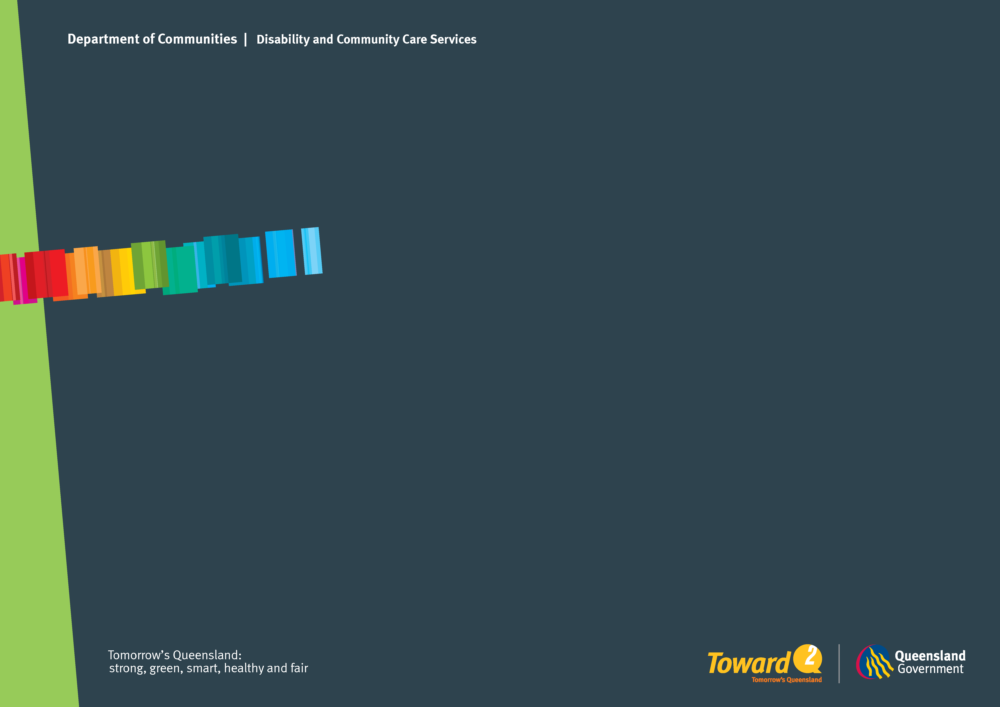 Department of Communities | Disability and Community Care Services
Tomorrow’s Queensland:
strong, green, smart, healthy and fair
Toward Q2
Tomorrow's Queensland
Queensland
Government